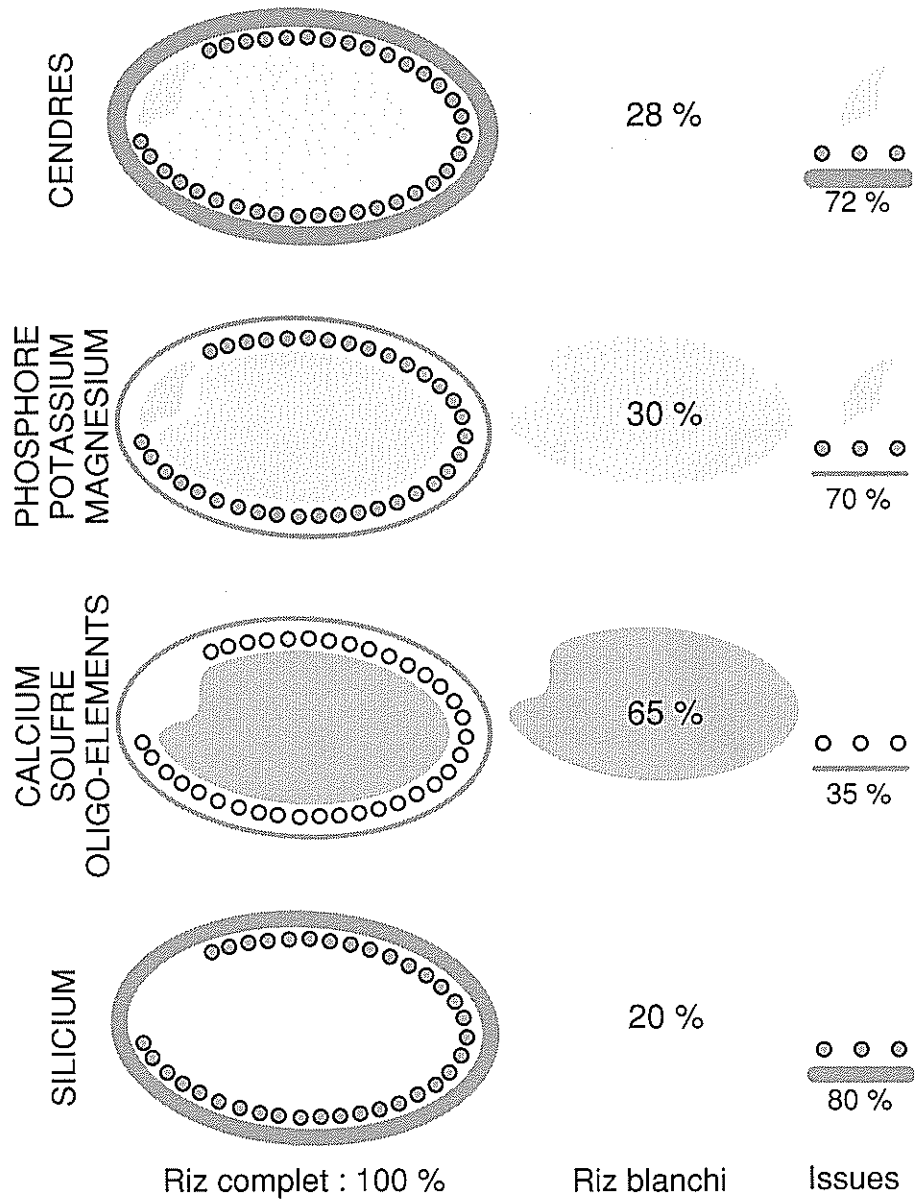 CENDRES
28 %
72 %
PHOSPHORE
POTASSIUM
MAGNESIUM
30 %
70 %
CALCIUM
SOUFRE
OLIGO-ELEMENTS
65 %
35 %
SILICIUM
20 %
80 %
Riz complet : 100 %
Riz blanchi
Issues